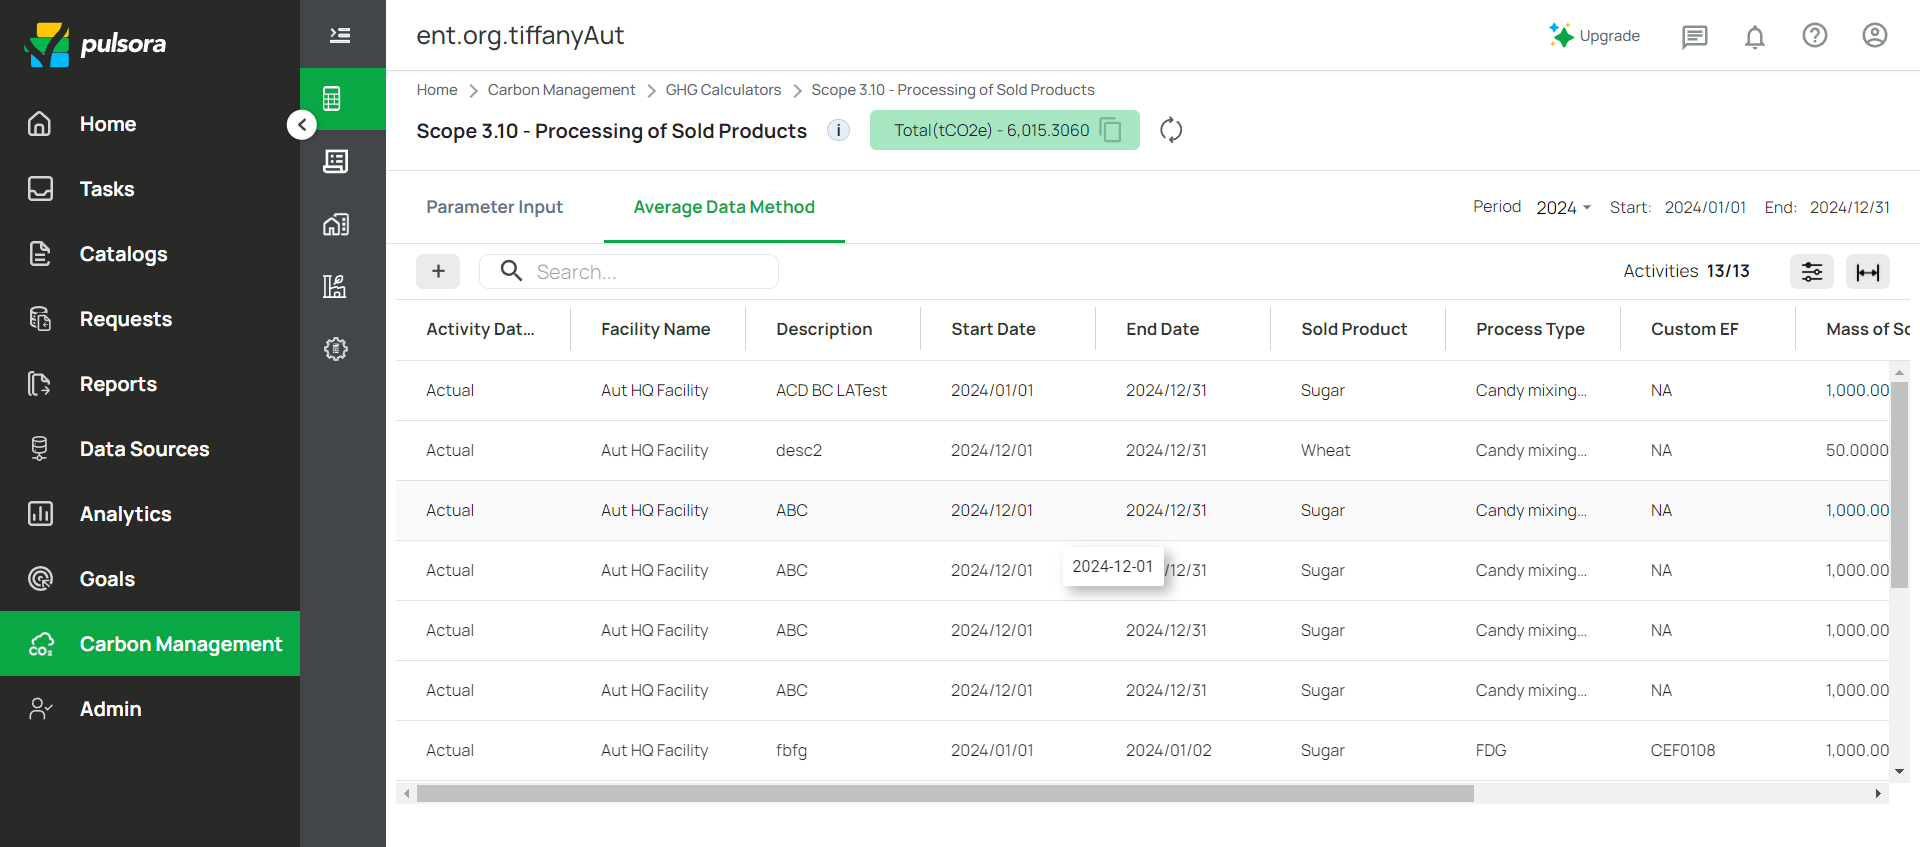 pulsora
Home
Tasks
Catalogs
Requests
Reports
Data Sources
Analytics
Goals
Carbon Management
Admin
ent.org.tiffanyAut
Upgrade
Home > Carbon Management > GHG Calculators > Scope 3.10 - Processing of Sold Products
Scope 3.10 - Processing of Sold Products i Total(tCO2e) - 6,015.3060
Parameter Input Average Data Method Period 2024 Start: 2024/01/01 End: 2024/12/31
+ Search... Activities 13/13
Activity Dat... Facility Name Description Start Date End Date Sold Product Process Type Custom EF Mass of Sc
Actual Aut HQ Facility ACD BC LATest 2024/01/01 2024/12/31 Sugar Candy mixing... NA 1,000.00
Actual Aut HQ Facility desc2 2024/12/01 2024/12/31 Wheat Candy mixing... NA 50.0000
Actual Aut HQ Facility ABC 2024/12/01 2024/12/31 Sugar Candy mixing... NA 1,000.00
Actual Aut HQ Facility ABC 2024/12/01 2024-12-01 /12/31 Sugar Candy mixing... NA 1,000.00
Actual Aut HQ Facility ABC 2024/12/01 2024/12/31 Sugar Candy mixing... NA 1,000.00
Actual Aut HQ Facility ABC 2024/12/01 2024/12/31 Sugar Candy mixing... NA 1,000.00
Actual Aut HQ Facility fbfg 2024/01/01 2024/01/02 Sugar FDG CEF0108 1,000.00